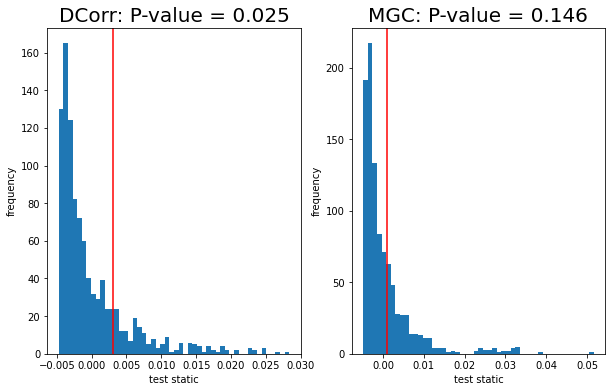 DCorr: P-value = 0.025
MGC: P-value = 0.146
frequency
160
140
120
100
80
60
40
20
0
−0.005 0.000 0.005 0.010 0.015 0.020 0.025 0.030
test static
frequency
200
150
100
50
0
0.00 0.01 0.02 0.03 0.04 0.05
test static